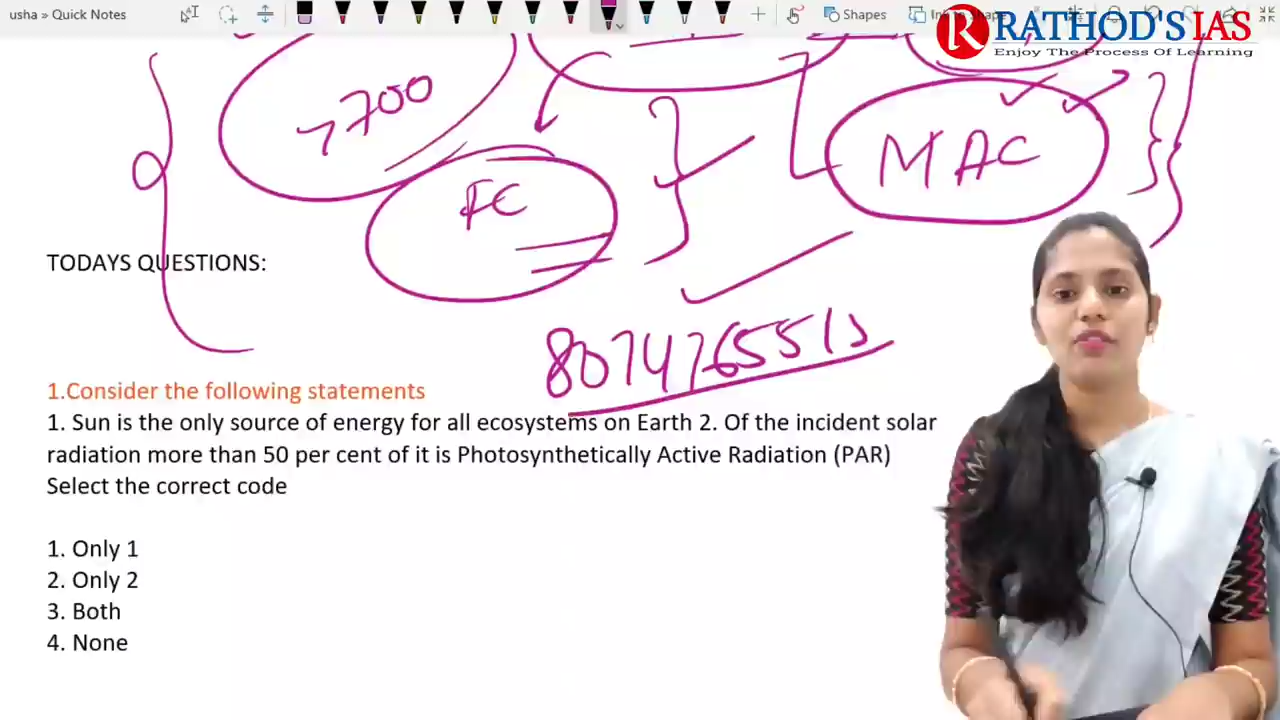 usha » Quick Notes
Shapes
RATHOD'S IAS
Enjoy The Process Of Learning
>700
FC
MAC
TODAYS QUESTIONS:
8074765513
1.Consider the following statements
1. Sun is the only source of energy for all ecosystems on Earth 2. Of the incident solar
radiation more than 50 per cent of it is Photosynthetically Active Radiation (PAR)
Select the correct code
1. Only 1
2. Only 2
3. Both
4. None